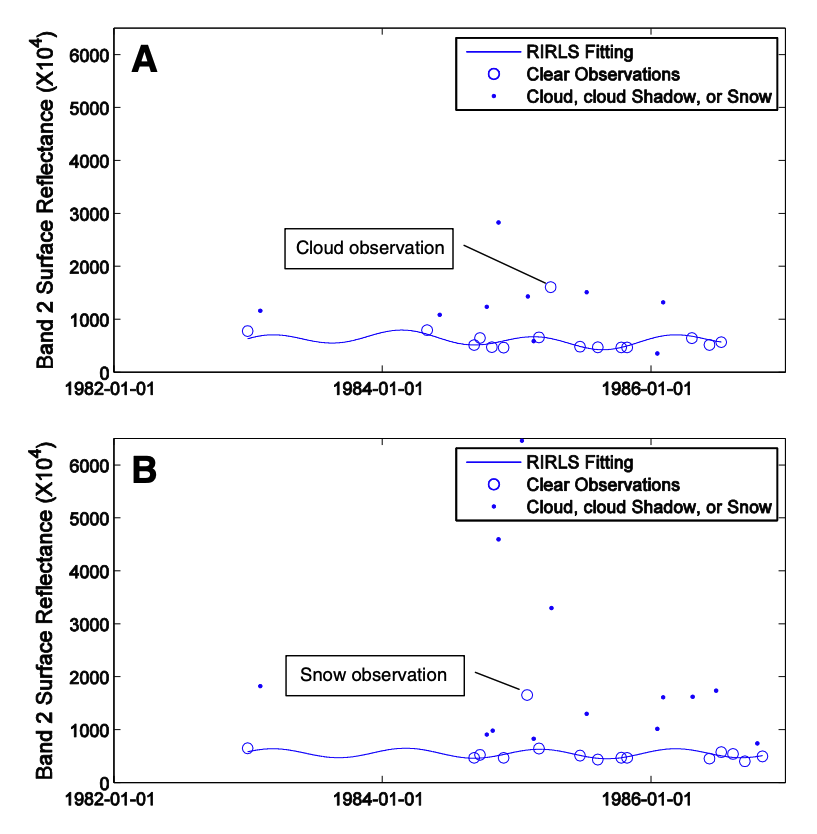 A
Band 2 Surface Reflectance (X10⁴)
6000
5000
4000
3000
2000
1000
0
RIRLS Fitting
Clear Observations
Cloud, cloud Shadow, or Snow
Cloud observation
1982-01-01 1984-01-01 1986-01-01
B
Band 2 Surface Reflectance (X10⁴)
6000
5000
4000
3000
2000
1000
0
RIRLS Fitting
Clear Observations
Cloud, cloud Shadow, or Snow
Snow observation
1982-01-01 1984-01-01 1986-01-01